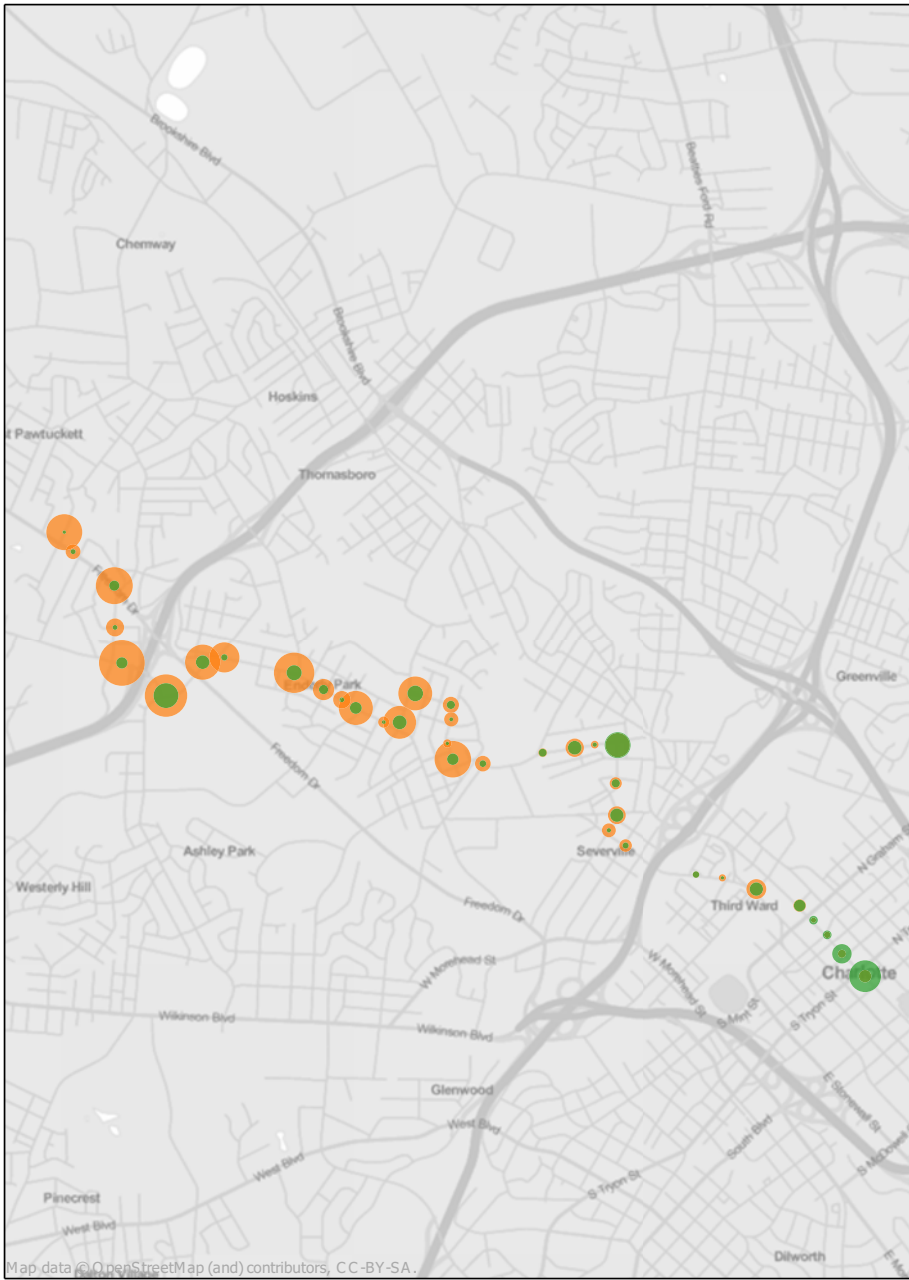 Brookshire Blvd
Beatties Ford Rd
Chemway
Brookshire Blvd
Hoskins
t Pawtuckett
Thomasboro
Greenville
Park
Freedom Dr
Ashley Park
Severville
N Graham S
Westerly Hill
Third Ward
Freedom Dr
W Morehead St
W Morehead St
S Mint St
S Tryon St
Wilkinson Blvd
Wilkinson Blvd
Glenwood
E Stonewall St
West Blvd
South Blvd
S McDowell
West Blvd
S Tryon St
Pinecrest
West Blvd
Dilworth
Map data © OpenStreetMap (and) contributors, CC-BY-SA.